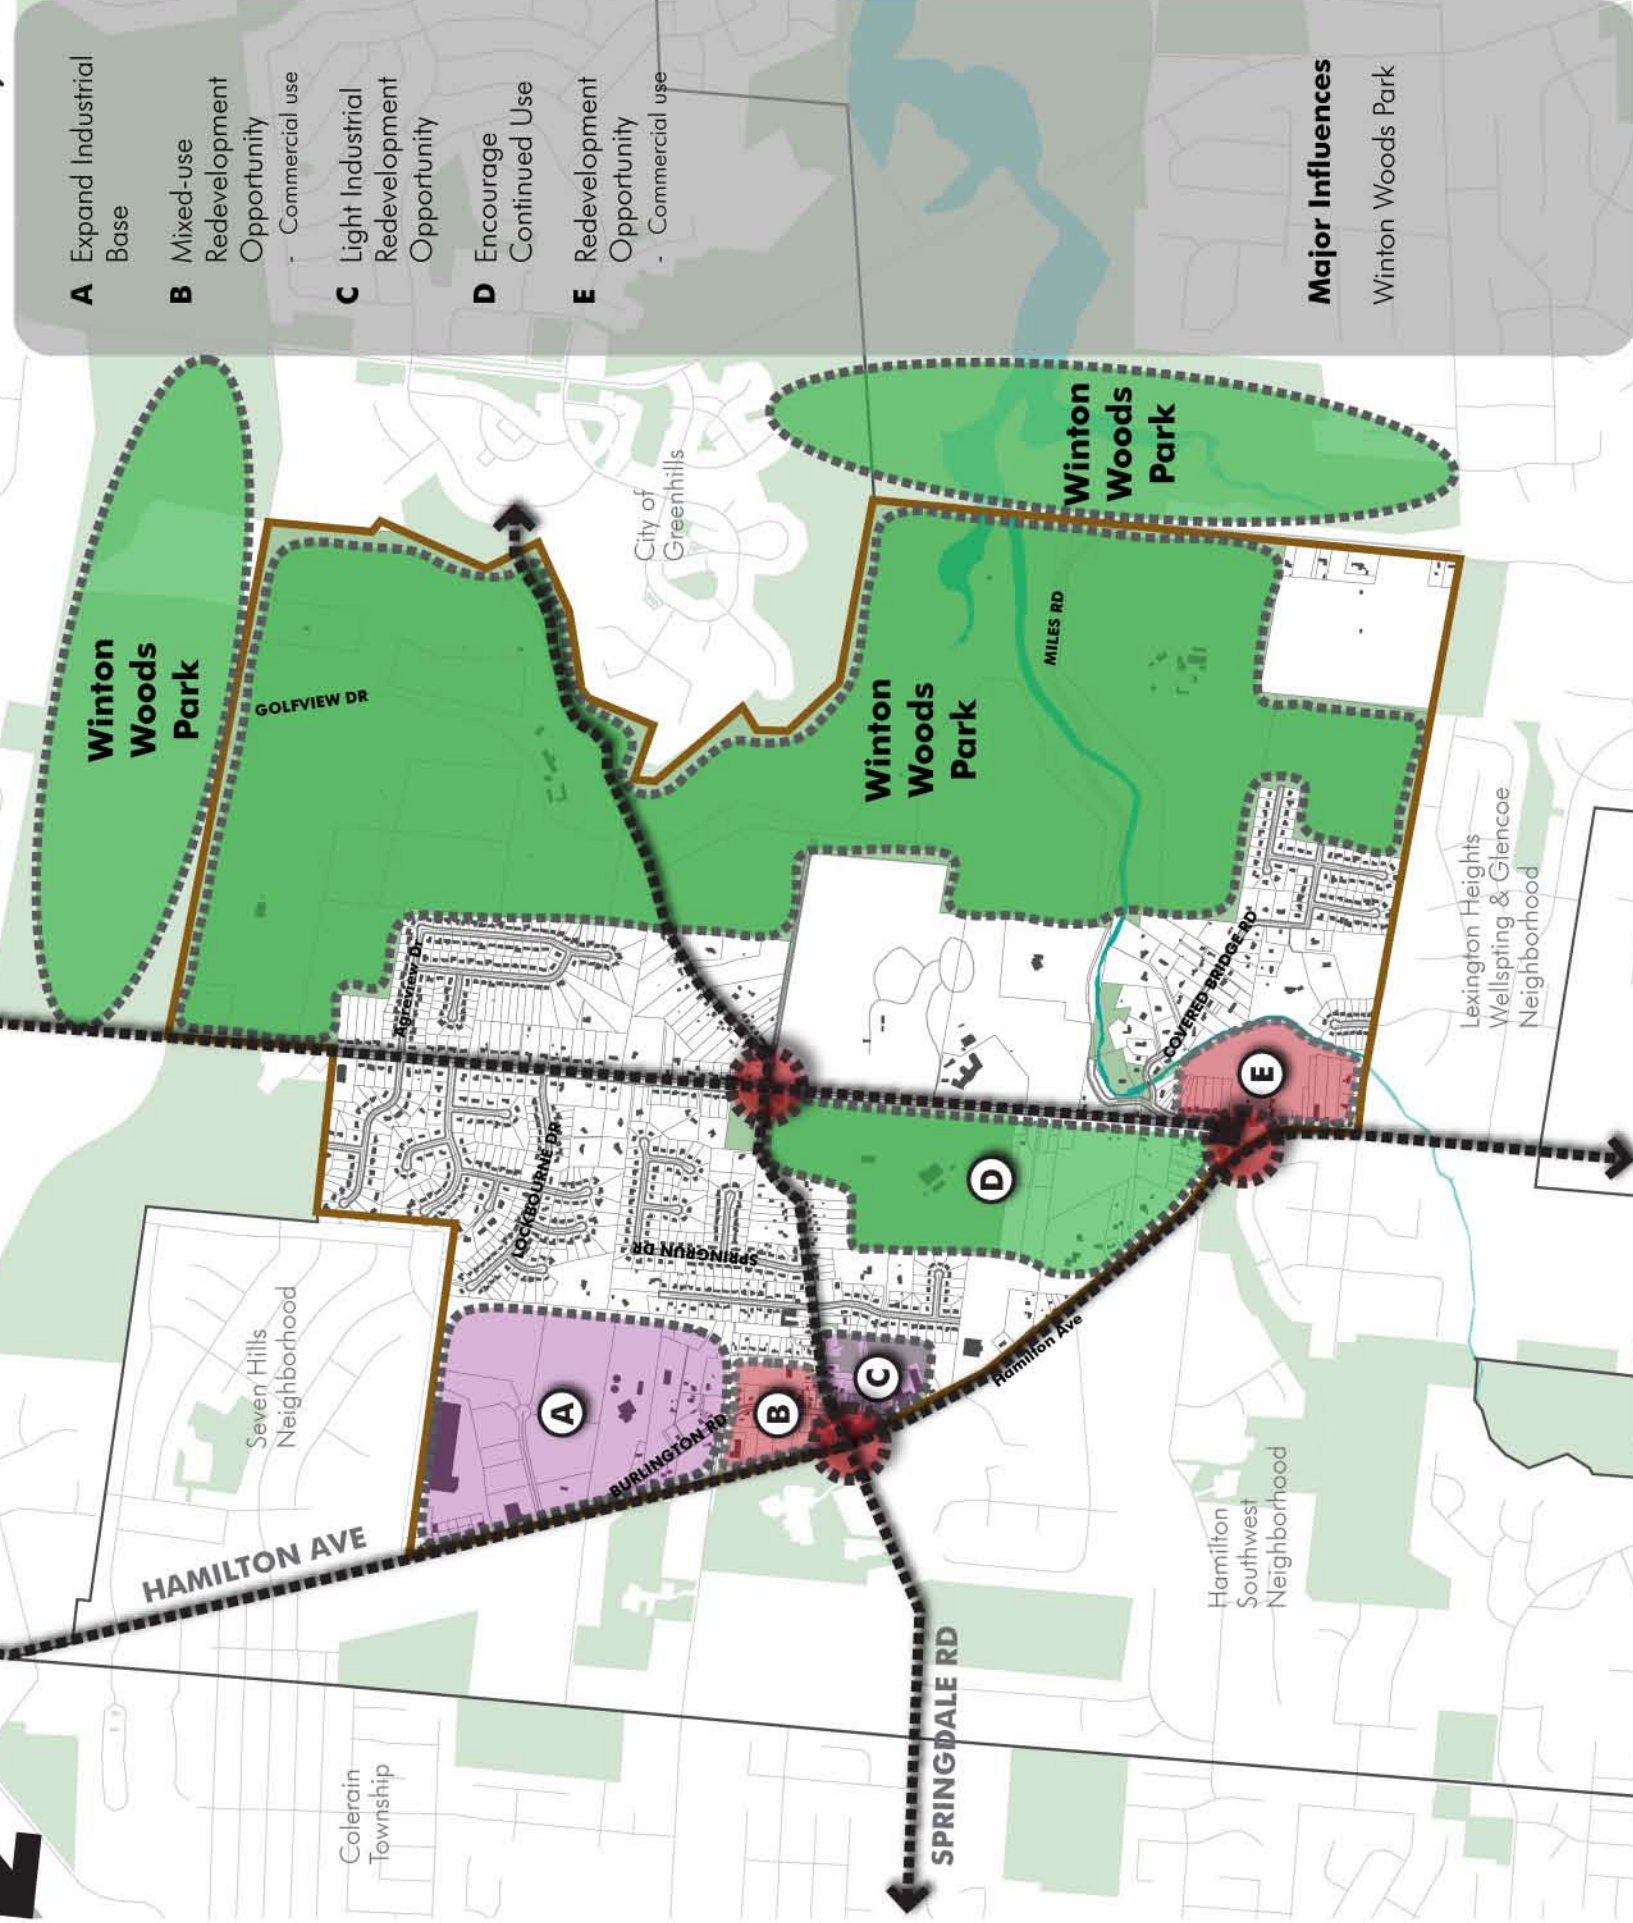 A Expand Industrial
Base
B Mixed-use
Redevelopment
Opportunity
- Commercial use
C Light Industrial
Redevelopment
Opportunity
D Encourage
Continued Use
E Redevelopment
Opportunity
- Commercial use
Major Influences
Winton Woods Park
Winton
Woods
Park
GOLFVIEW DR
City of
Greenhills
Winton
Woods
Park
MILES RD
Winton
Woods
Park
Agreview Dr
COVERED BRIDGE RD
Lexington Heights
Wellspting & Glencoe
Neighborhood
E
D
LOCKBOURNE DR
SPRINGRUN DR
Seven Hills
Neighborhood
A
B
C
BURLINGTON RD
Hamilton Ave
HAMILTON AVE
Hamilton
Southwest
Neighborhood
SPRINGDALE RD
Colerain
Township